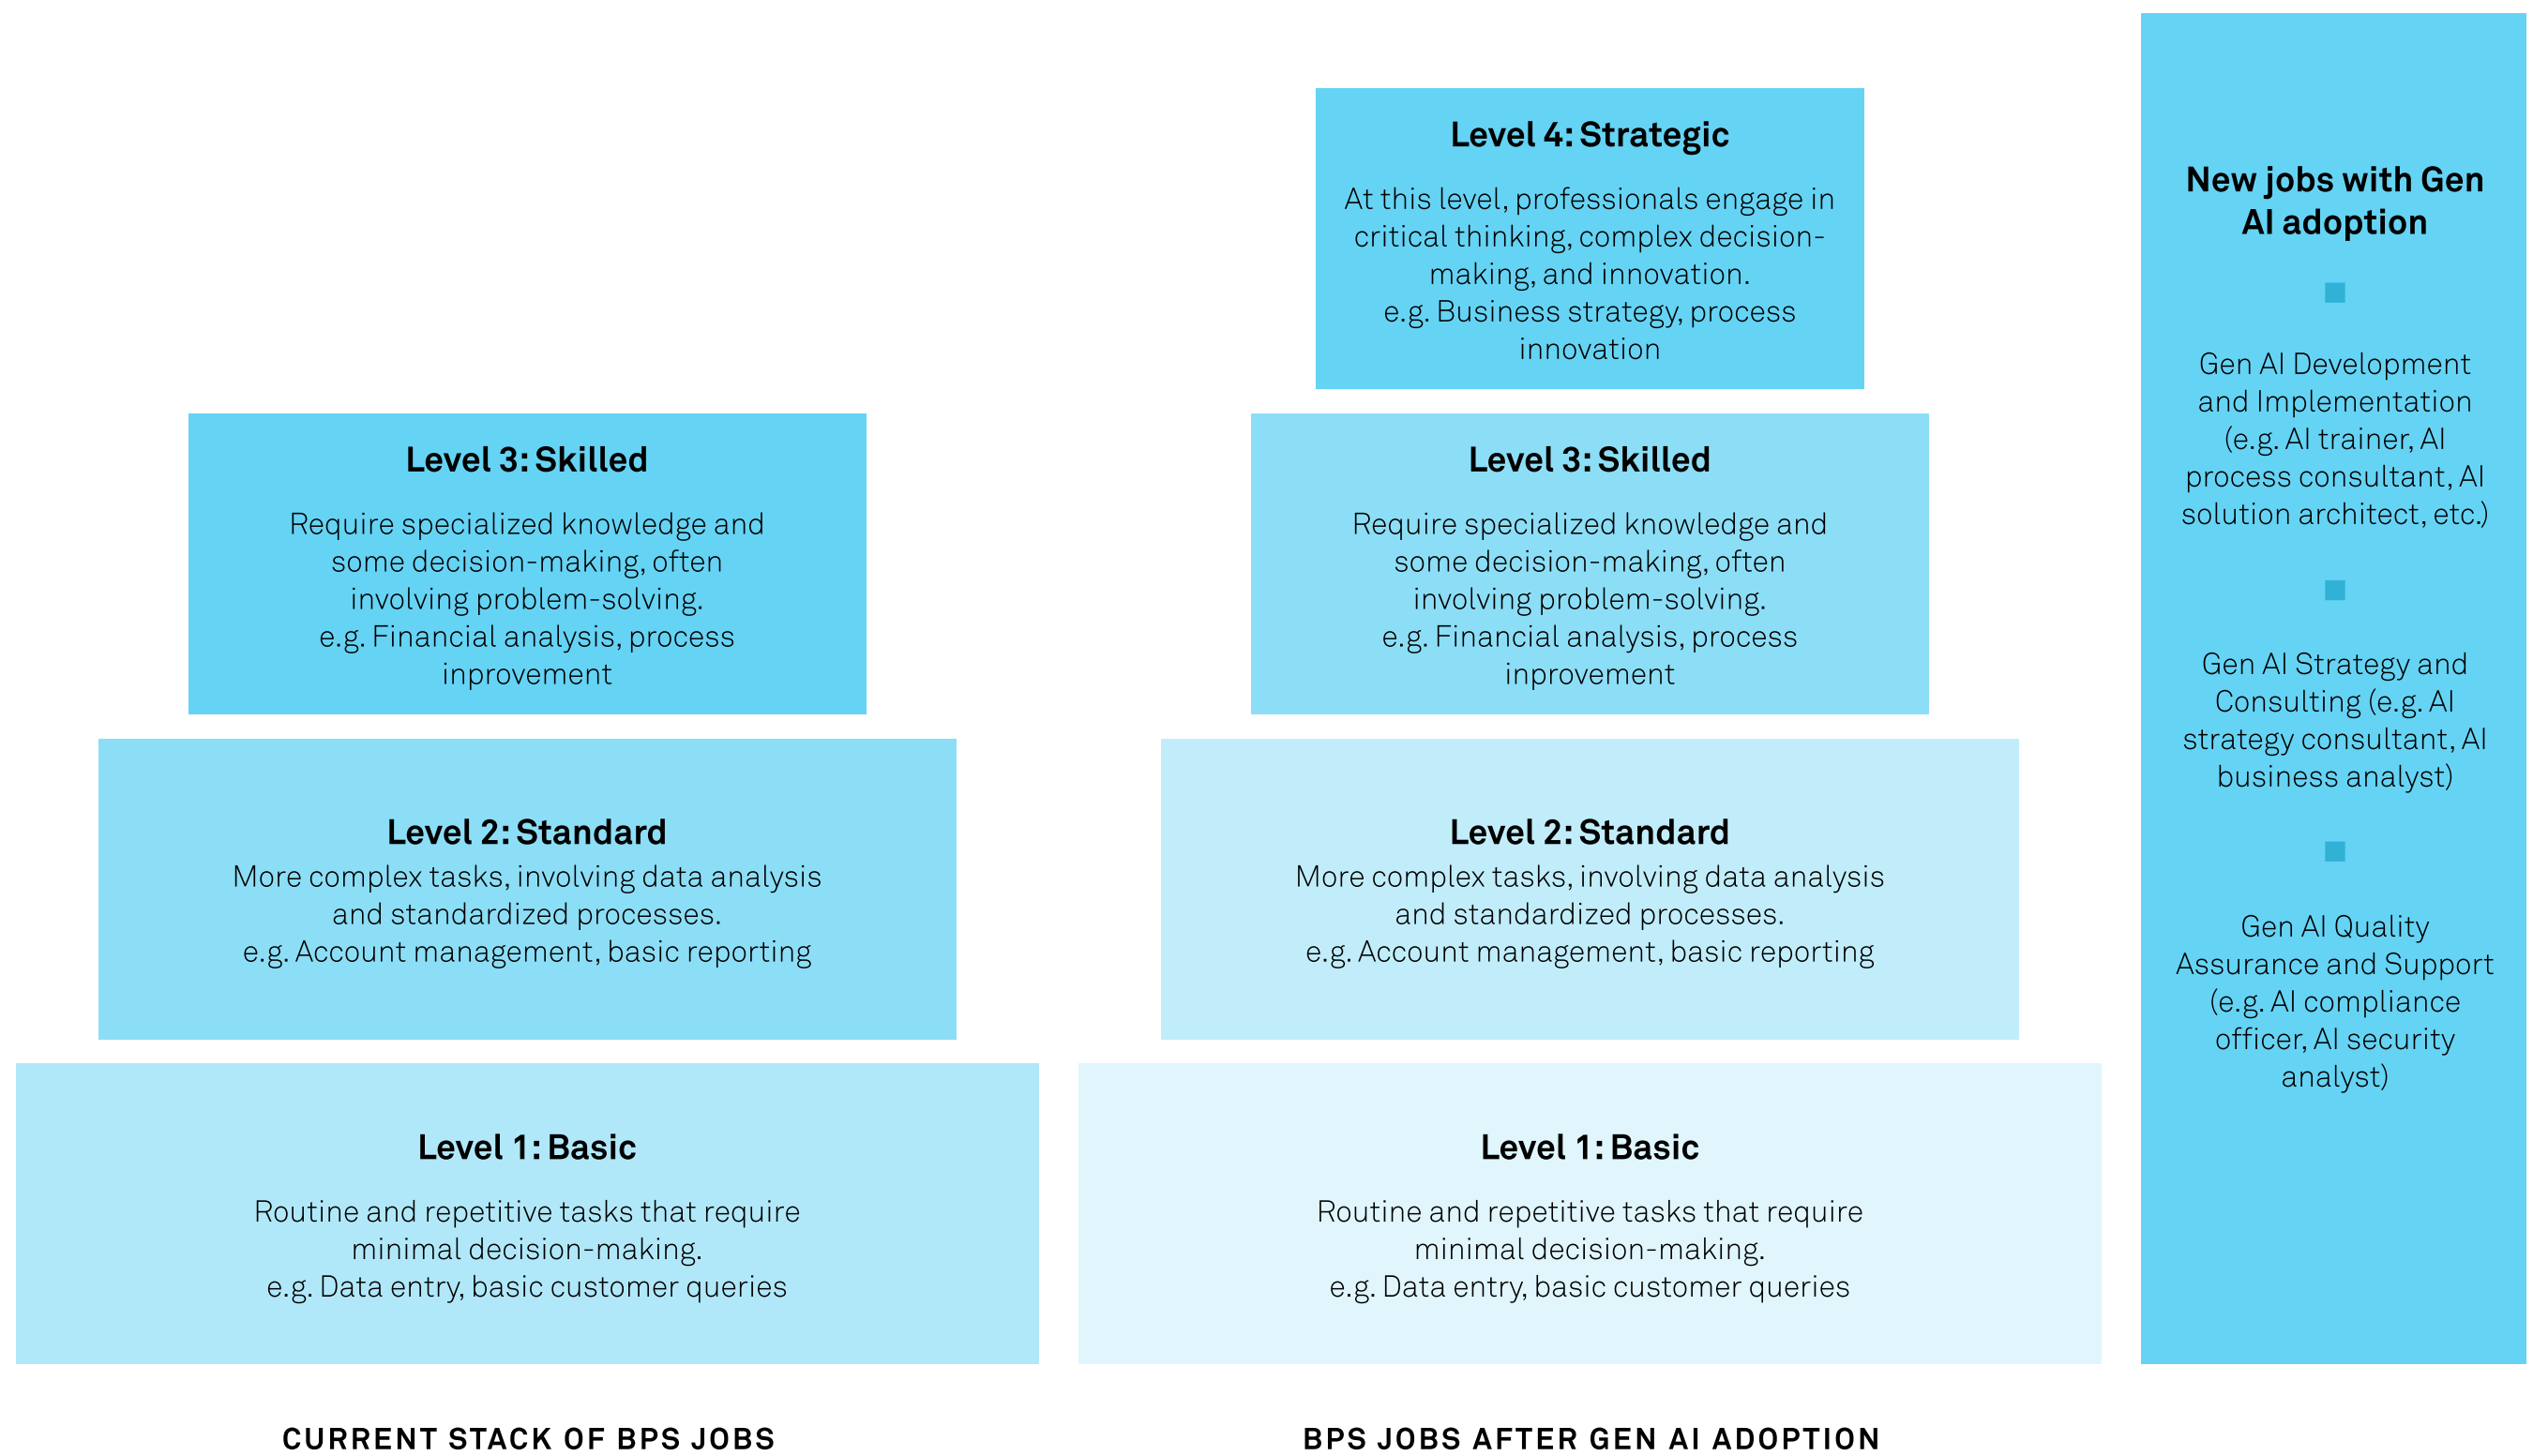 Level 3: Skilled
Require specialized knowledge and
some decision-making, often
involving problem-solving.
e.g. Financial analysis, process
inprovement
Level 2: Standard
More complex tasks, involving data analysis
and standardized processes.
e.g. Account management, basic reporting
Level 1: Basic
Routine and repetitive tasks that require
minimal decision-making.
e.g. Data entry, basic customer queries
CURRENT STACK OF BPS JOBS
Level 4: Strategic
At this level, professionals engage in
critical thinking, complex decision-
making, and innovation.
e.g. Business strategy, process
innovation
Level 3: Skilled
Require specialized knowledge and
some decision-making, often
involving problem-solving.
e.g. Financial analysis, process
inprovement
Level 2: Standard
More complex tasks, involving data analysis
and standardized processes.
e.g. Account management, basic reporting
Level 1: Basic
Routine and repetitive tasks that require
minimal decision-making.
e.g. Data entry, basic customer queries
BPS JOBS AFTER GEN AI ADOPTION
New jobs with Gen
AI adoption
Gen AI Development
and Implementation
(e.g. AI trainer, AI
process consultant, AI
solution architect, etc.)
Gen AI Strategy and
Consulting (e.g. AI
strategy consultant, AI
business analyst)
Gen AI Quality
Assurance and Support
(e.g. AI compliance
officer, AI security
analyst)